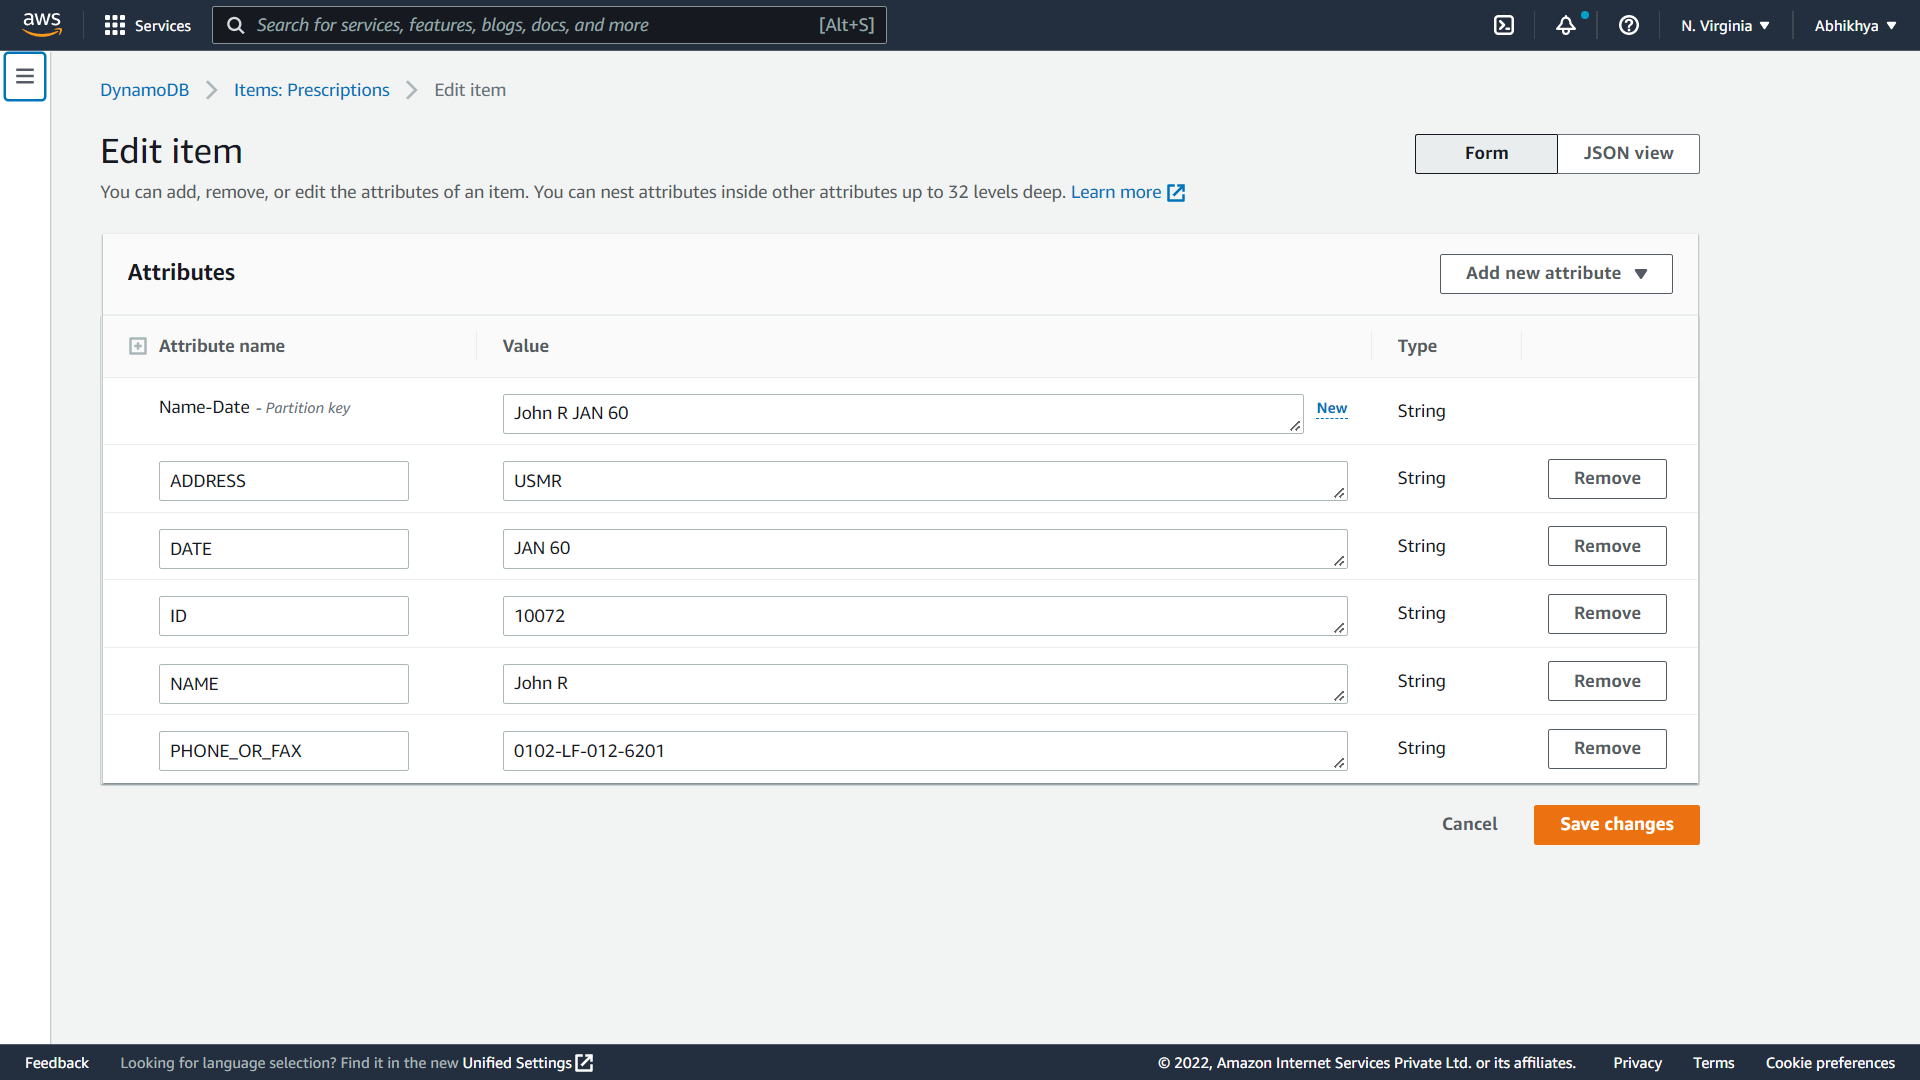 aws Services Search for services, features, blogs, docs, and more [Alt+S] N. Virginia Abhikhya
DynamoDB Items: Prescriptions Edit item
Edit item
Form JSON view
You can add, remove, or edit the attributes of an item. You can nest attributes inside other attributes up to 32 levels deep. Learn more
Attributes Add new attribute
Attribute name Value Type
Name-Date - Partition key John R JAN 60 New String
ADDRESS USMR String Remove
DATE JAN 60 String Remove
ID 10072 String Remove
NAME John R String Remove
PHONE_OR_FAX 0102-LF-012-6201 String Remove
Cancel Save changes
Feedback Looking for language selection? Find it in the new Unified Settings © 2022, Amazon Internet Services Private Ltd. or its affiliates. Privacy Terms Cookie preferences